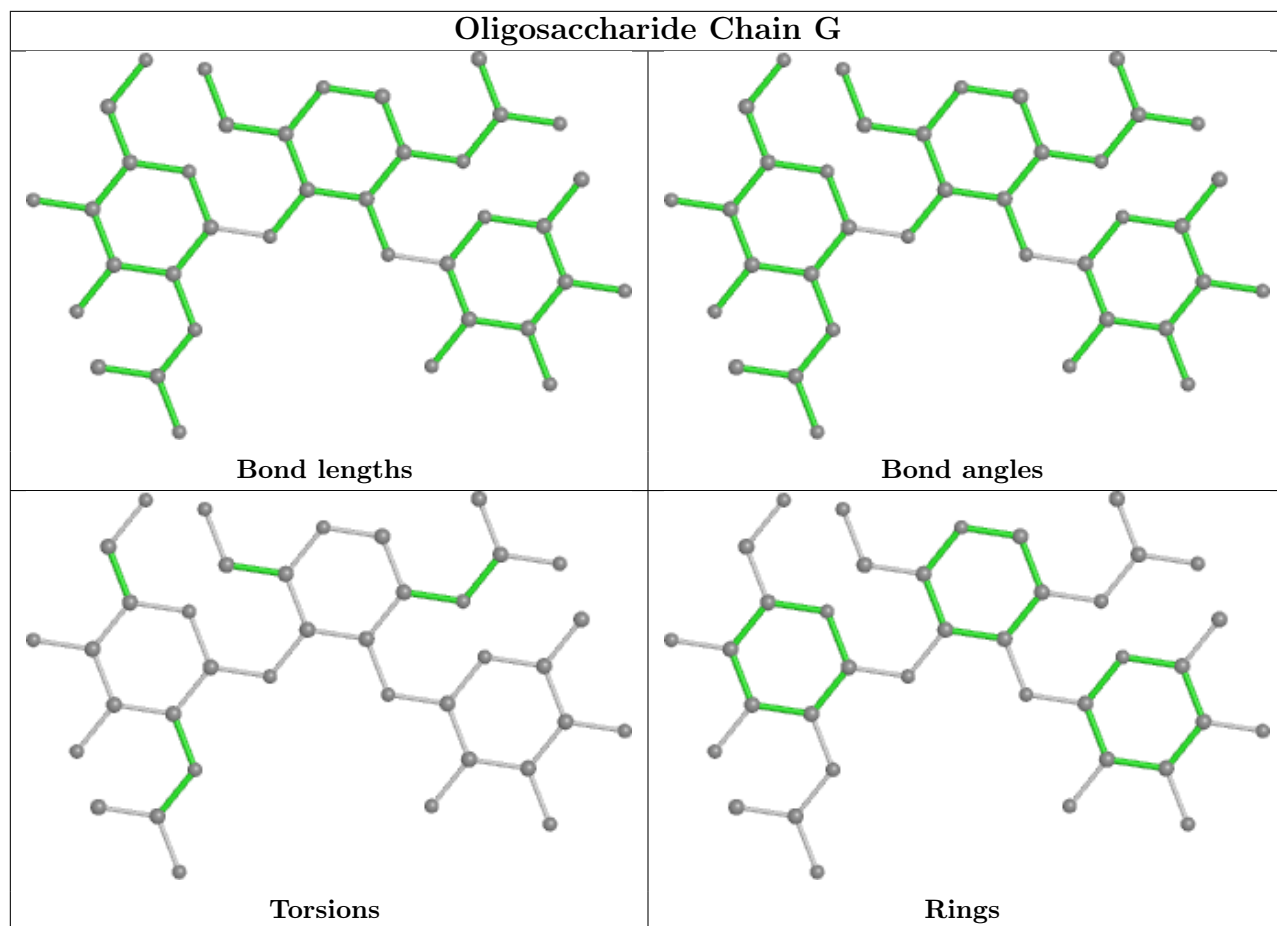 Oligosaccharide Chain G
Bond lengths
Bond angles
Torsions
Rings